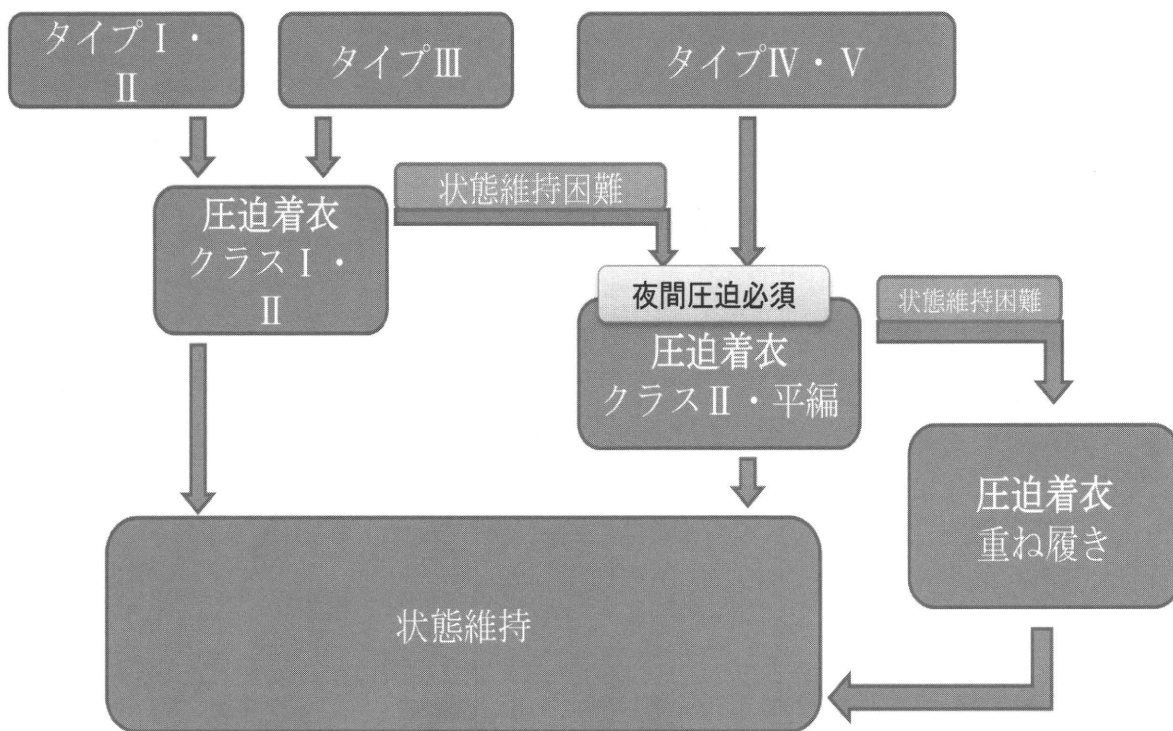 タイプⅠ・
Ⅱ
タイプⅢ
タイプⅣ・Ⅴ
圧迫着衣
クラスⅠ・
Ⅱ
状態維持困難
夜間圧迫必須
圧迫着衣
クラスⅡ・平編
状態維持困難
圧迫着衣
重ね履き
状態維持